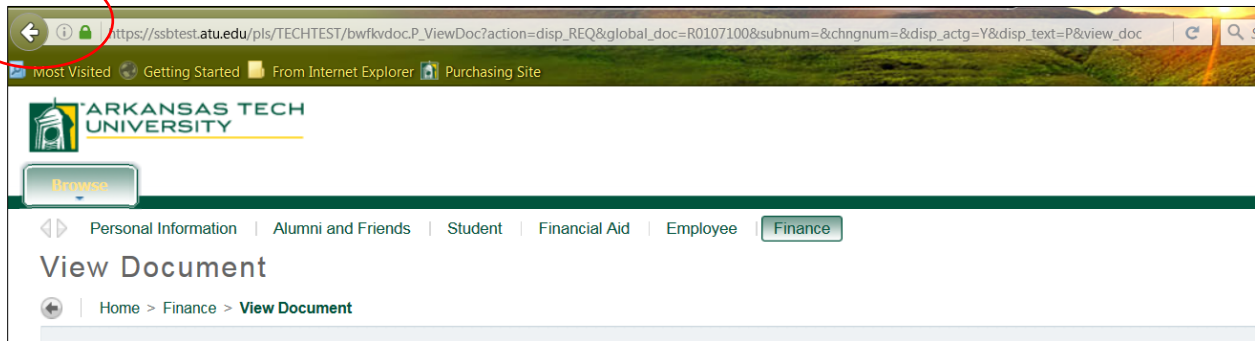 https://ssbtest.atu.edu/pls/TECHTEST/bwfkvdoc.P_ViewDoc?action=disp_REQ&global_doc=R0107100&subnum=&chngnum=&disp_actg=Y&disp_text=P&view_doc
Most Visited Getting Started From Internet Explorer Purchasing Site
ARKANSAS TECH
UNIVERSITY
Browse
Personal Information | Alumni and Friends | Student | Financial Aid | Employee | Finance
View Document
Home > Finance > View Document